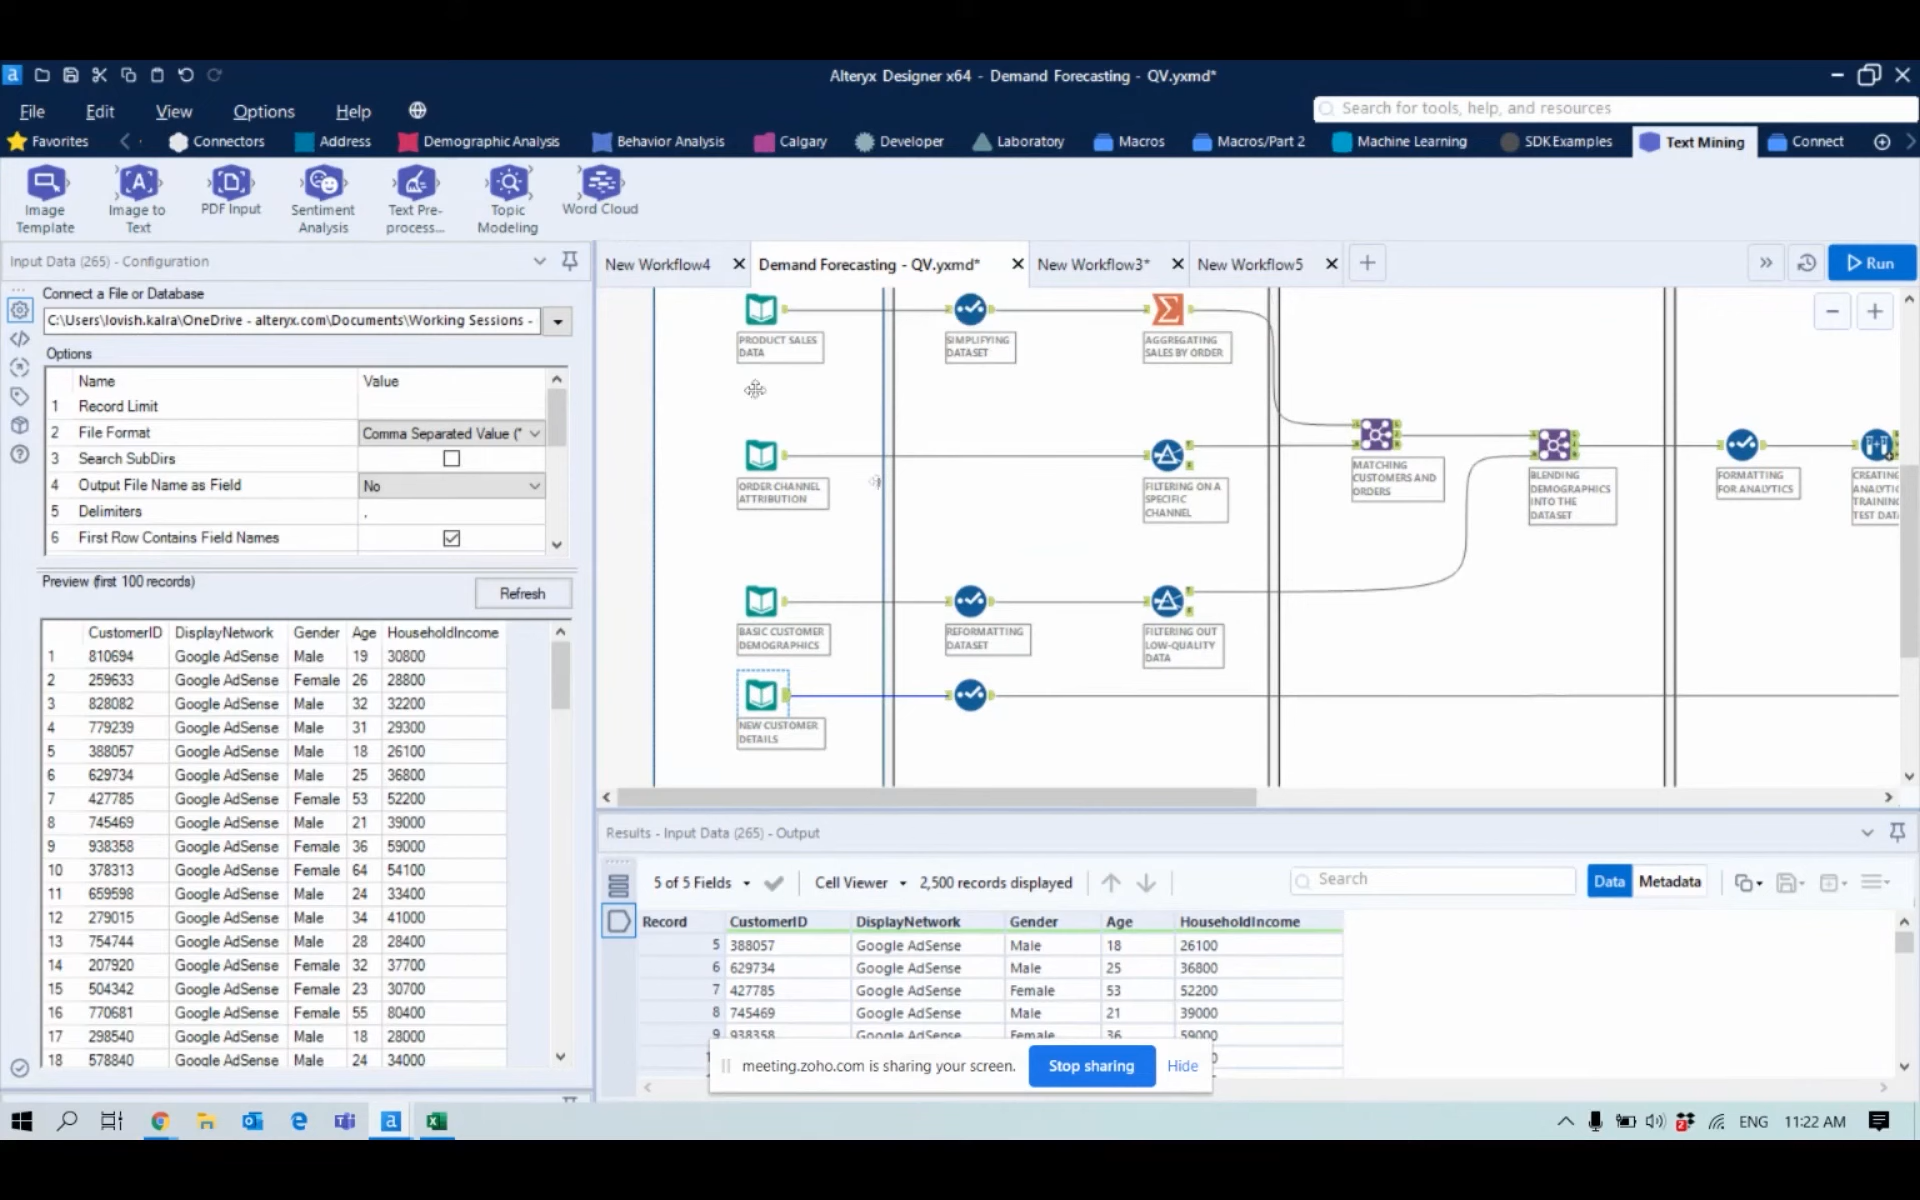 Alteryx Designer x64 - Demand Forecasting - QV.yxmd*
File Edit View Options Help
Search for tools, help, and resources
Favorites Connectors Address Demographic Analysis Behavior Analysis Calgary Developer Laboratory Macros Macros/Part 2 Machine Learning SDKExamples Text Mining Connect
Image Template
Image to Text
PDF Input
Sentiment Analysis
Text Pre-process...
Topic Modeling
Word Cloud
Input Data (265) - Configuration
Connect a File or Database
C:\Users\lovish.kalra\OneDrive - alteryx.com\Documents\Working Sessions -
Options
Name Value
1 Record Limit
2 File Format Comma Separated Value (*
3 Search SubDirs
4 Output File Name as Field No
5 Delimiters ,
6 First Row Contains Field Names
Preview (first 100 records)
Refresh
CustomerID DisplayNetwork Gender Age HouseholdIncome
1 810694 Google AdSense Male 19 30800
2 259633 Google AdSense Female 26 28800
3 828082 Google AdSense Male 32 32200
4 779239 Google AdSense Male 31 29300
5 388057 Google AdSense Male 18 26100
6 629734 Google AdSense Male 25 36800
7 427785 Google AdSense Female 53 52200
8 745469 Google AdSense Male 21 39000
9 938358 Google AdSense Female 36 59000
10 378313 Google AdSense Female 64 54100
11 659598 Google AdSense Male 24 33400
12 279015 Google AdSense Male 34 41000
13 754744 Google AdSense Male 28 28400
14 207920 Google AdSense Female 32 37700
15 504342 Google AdSense Female 23 30700
16 770681 Google AdSense Female 55 80400
17 298540 Google AdSense Male 18 28000
18 578840 Google AdSense Male 24 34000
New Workflow4 Demand Forecasting - QV.yxmd* New Workflow3* New Workflow5
Run
PRODUCT SALES
DATA
SIMPLIFYING
DATASET
AGGREGATING
SALES BY ORDER
ORDER CHANNEL
ATTRIBUTION
FILTERING ON A
SPECIFIC
CHANNEL
MATCHING
CUSTOMERS AND
ORDERS
BLENDING
DEMOGRAPHICS
INTO THE
DATASET
FORMATTING
FOR ANALYTICS
CREATING
ANALYTIC
TRAINING
TEST DATA
BASIC CUSTOMER
DEMOGRAPHICS
REFORMATTING
DATASET
FILTERING OUT
LOW-QUALITY
DATA
NEW CUSTOMER
DETAILS
Results - Input Data (265) - Output
5 of 5 Fields Cell Viewer 2,500 records displayed Search Data Metadata
Record CustomerID DisplayNetwork Gender Age HouseholdIncome
5 388057 Google AdSense Male 18 26100
6 629734 Google AdSense Male 25 36800
7 427785 Google AdSense Female 53 52200
8 745469 Google AdSense Male 21 39000
9 938358 Google AdSense Female 36 59000
meeting.zoho.com is sharing your screen. Stop sharing Hide
ENG 11:22 AM